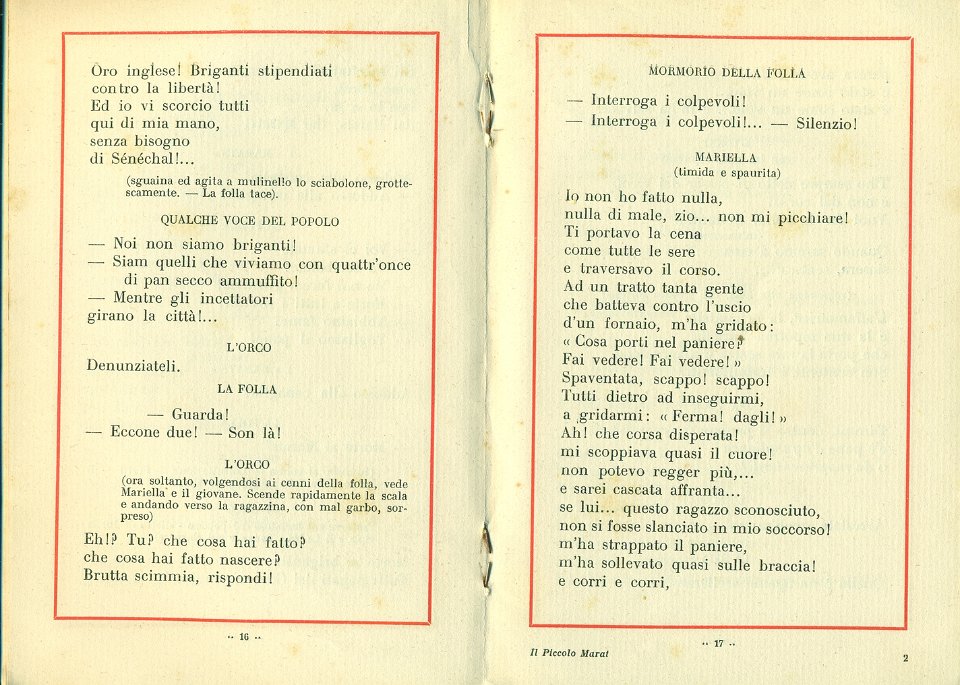 Oro inglese! Briganti stipendiati
contro la libertà!
Ed io vi scorcio tutti
qui di mia mano,
senza bisogno
di Sénéchal!...
(sguaina ed agita a mulinello lo sciabolone, grotte-
scamente. — La folla tace).
QUALCHE VOCE DEL POPOLO
— Noi non siamo briganti!
— Siam quelli che viviamo con quattr'once
di pan secco ammuffito!
— Mentre gli incettatori
girano la città!...
L'ORCO
Denunziateli.
LA FOLLA
— Guarda!
— Eccone due! — Son là!
L'ORCO
(ora soltanto, volgendosi ai cenni della folla, vede
Mariella e il giovane. Scende rapidamente la scala
e andando verso la ragazzina, con mal garbo, sor-
preso)
Eh!? Tu? che cosa hai fatto?
che cosa hai fatto nascere?
Brutta scimmia, rispondi!
·· 16 ··
MORMORIO DELLA FOLLA
— Interroga i colpevoli!
— Interroga i colpevoli!... — Silenzio!
MARIELLA
(timida e spaurita)
Io non ho fatto nulla,
nulla di male, zio... non mi picchiare!
Ti portavo la cena
come tutte le sere
e traversavo il corso.
Ad un tratto tanta gente
che batteva contro l'uscio
d'un fornaio, m'ha gridato:
« Cosa porti nel paniere?
Fai vedere! Fai vedere! »
Spaventata, scappo! scappo!
Tutti dietro ad inseguirmi,
a gridarmi: « Ferma! dagli! »
Ah! che corsa disperata!
mi scoppiava quasi il cuore!
non potevo regger più,...
e sarei cascata affranta...
se lui... questo ragazzo sconosciuto,
non si fosse slanciato in mio soccorso!
m'ha strappato il paniere,
m'ha sollevato quasi sulle braccia!
e corri e corri,
·· 17 ··
Il Piccolo Marat
2